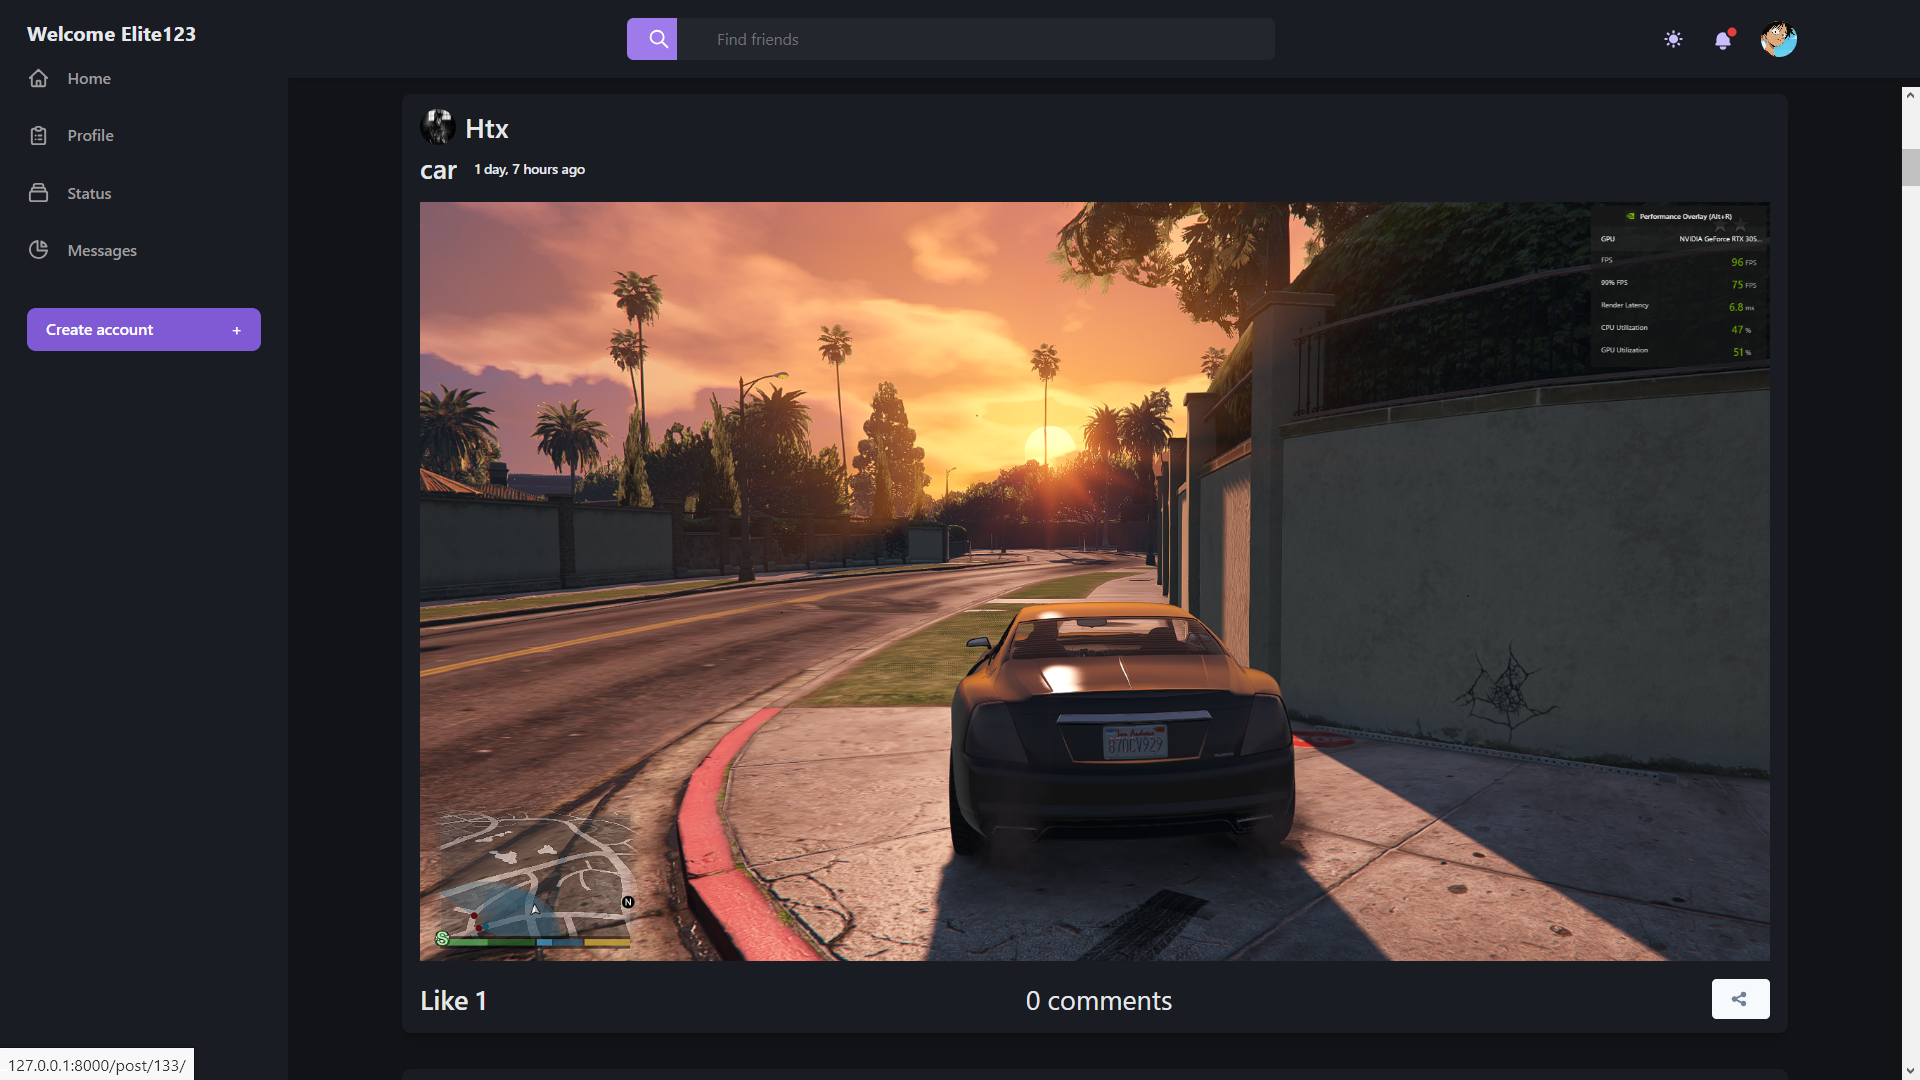 Welcome Elite123
Find friends
Home
Profile
Status
Messages
Create account +
Htx
car 1 day, 7 hours ago
Performance Overlay (Alt+R)
GPU NVIDIA GeForce RTX 305...
FPS 96 FPS
99% FPS 75 FPS
Render Latency 6.8 ms
CPU Utilization 47 %
GPU Utilization 51 %
San Andreas
87OCV929
N
S
Like 1
0 comments
127.0.0.1:8000/post/133/